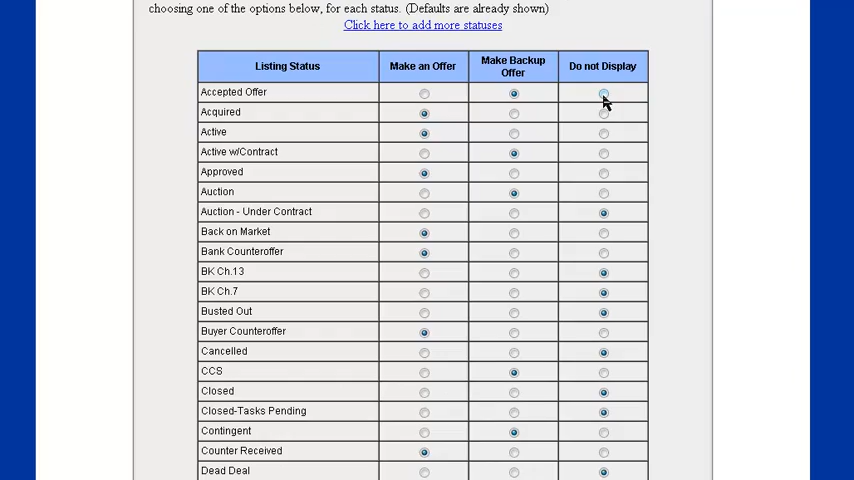 choosing one of the options below, for each status. (Defaults are already shown)
Click here to add more statuses
Listing Status Make an Offer Make Backup Offer Do not Display
Accepted Offer
Acquired
Active
Active w/Contract
Approved
Auction
Auction - Under Contract
Back on Market
Bank Counteroffer
BK Ch.13
BK Ch.7
Busted Out
Buyer Counteroffer
Cancelled
CCS
Closed
Closed-Tasks Pending
Contingent
Counter Received
Dead Deal